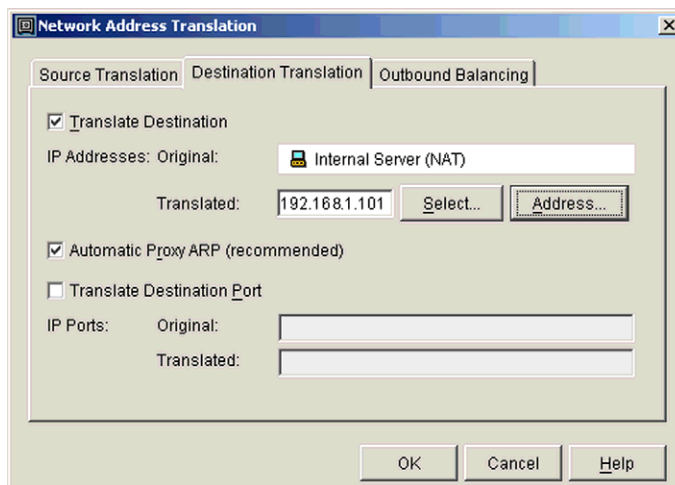 Network Address Translation
Source Translation Destination Translation Outbound Balancing
Translate Destination
IP Addresses: Original: Internal Server (NAT)
Translated: 192.168.1.101 Select... Address...
Automatic Proxy ARP (recommended)
Translate Destination Port
IP Ports: Original:
Translated:
OK Cancel Help